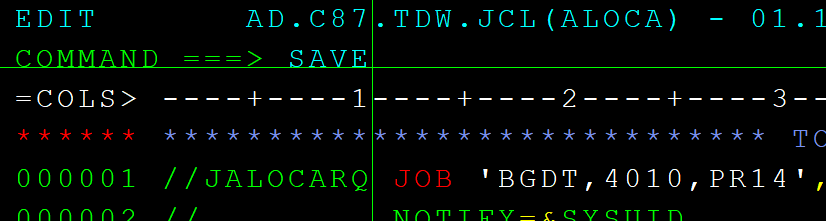 EDIT       AD.C87.TDW.JCL(ALOCA) - 01.1
COMMAND ===> SAVE
=COLS> ----+----1----+----2----+----3--
****** ***************************** TO
000001 //JALOCARQ JOB 'BGDT,4010,PR14',
000002 //         NOTIFY=&SYSUID